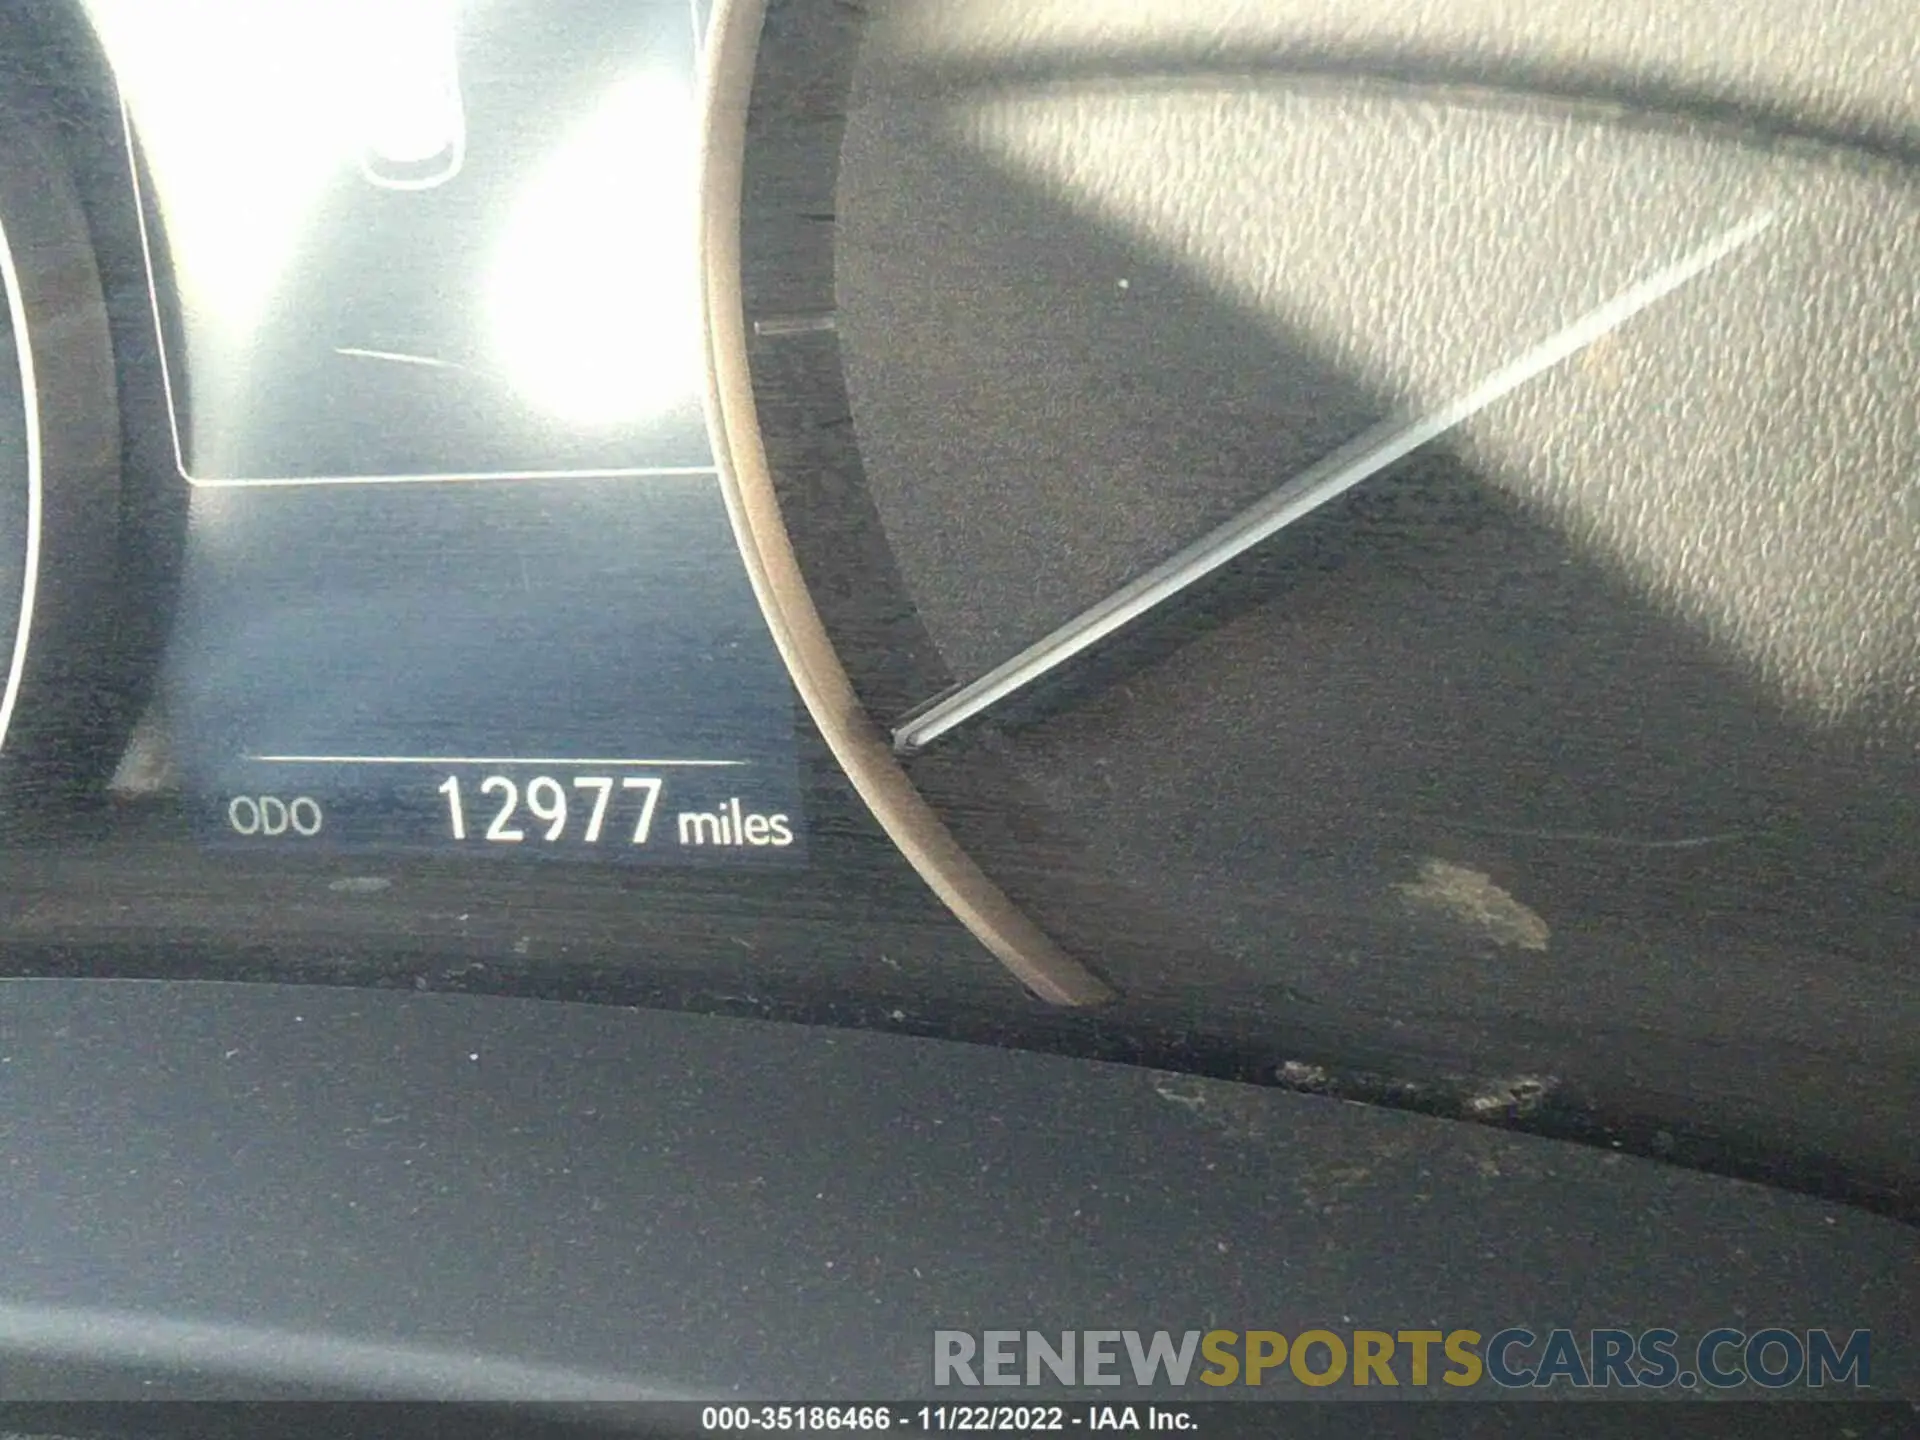 ODO 12977 miles
RENEWSPORTSCARS.COM
000-35186466 - 11/22/2022 - IAA Inc.